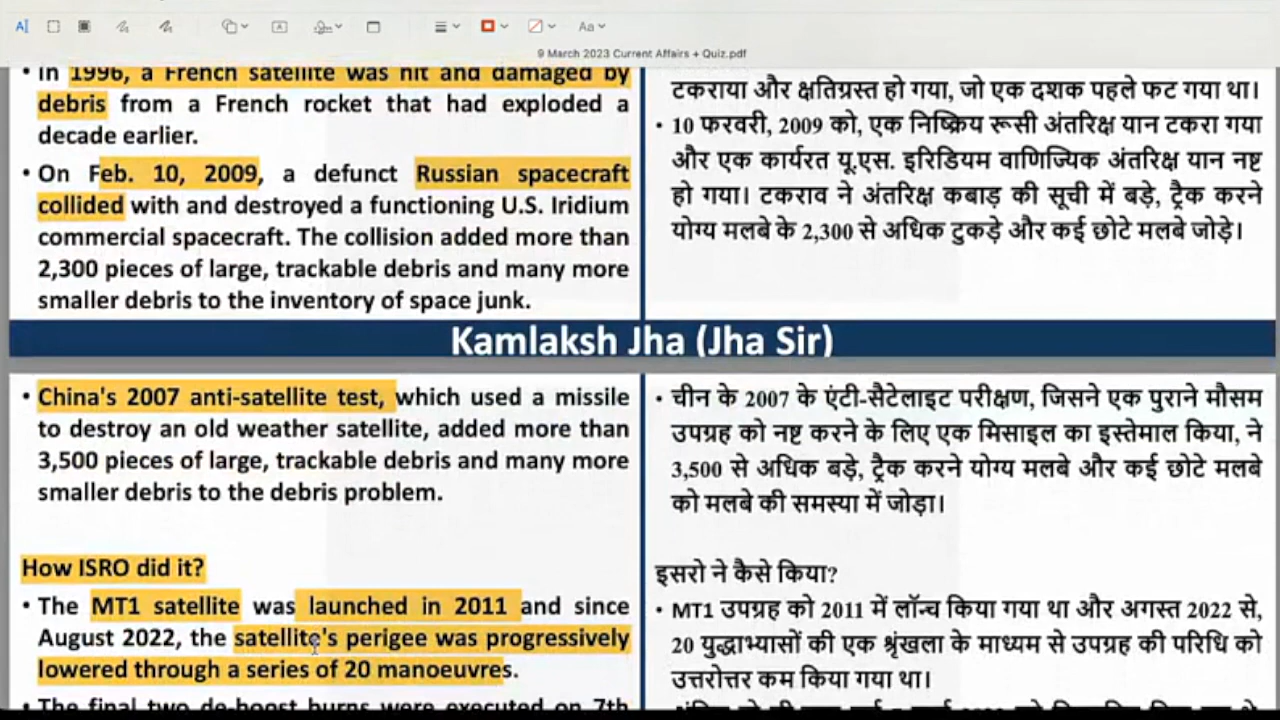 9 March 2023 Current Affairs + Quiz.pdf
• In 1996, a French satellite was hit and damaged by
debris from a French rocket that had exploded a
decade earlier.
• On Feb. 10, 2009, a defunct Russian spacecraft
collided with and destroyed a functioning U.S. Iridium
commercial spacecraft. The collision added more than
2,300 pieces of large, trackable debris and many more
smaller debris to the inventory of space junk.
टकराया और क्षतिग्रस्त हो गया, जो एक दशक पहले फट गया था।
• 10 फरवरी, 2009 को, एक निष्क्रिय रूसी अंतरिक्ष यान टकरा गया
और एक कार्यरत यू.एस. इरिडियम वाणिज्यिक अंतरिक्ष यान नष्ट
हो गया। टकराव ने अंतरिक्ष कबाड़ की सूची में बड़े, ट्रैक करने
योग्य मलबे के 2,300 से अधिक टुकड़े और कई छोटे मलबे जोड़े।
Kamlaksh Jha (Jha Sir)
• China's 2007 anti-satellite test, which used a missile
to destroy an old weather satellite, added more than
3,500 pieces of large, trackable debris and many more
smaller debris to the debris problem.
How ISRO did it?
• The MT1 satellite was launched in 2011 and since
August 2022, the satellite's perigee was progressively
lowered through a series of 20 manoeuvres.
The final two de-boost burns were executed on 7th
• चीन के 2007 के एंटी-सैटेलाइट परीक्षण, जिसने एक पुराने मौसम
उपग्रह को नष्ट करने के लिए एक मिसाइल का इस्तेमाल किया, ने
3,500 से अधिक बड़े, ट्रैक करने योग्य मलबे और कई छोटे मलबे
को मलबे की समस्या में जोड़ा।
इसरो ने कैसे किया?
• MT1 उपग्रह को 2011 में लॉन्च किया गया था और अगस्त 2022 से,
20 युद्धाभ्यासों की एक श्रृंखला के माध्यम से उपग्रह की परिधि को
उत्तरोत्तर कम किया गया था।